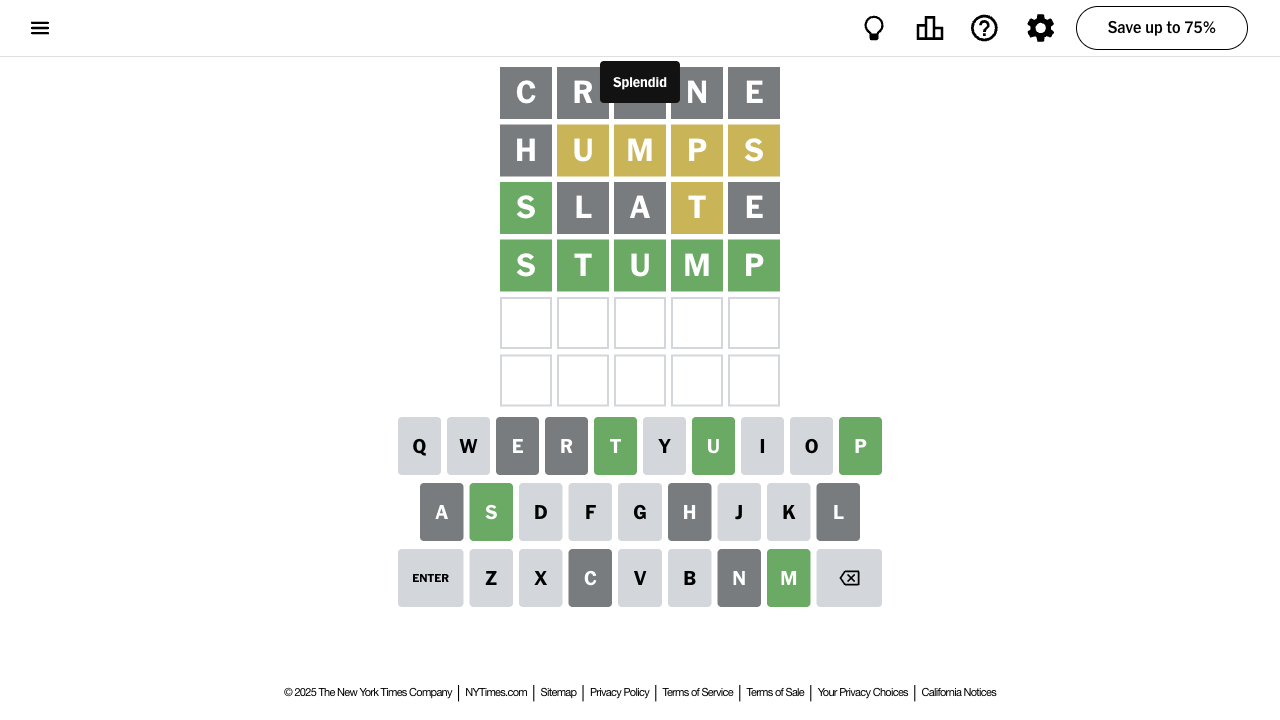 Save up to 75%
Splendid
C R N E
H U M P S
S L A T E
S T U M P
Q W E R T Y U I O P
A S D F G H J K L
ENTER Z X C V B N M
© 2025 The New York Times Company | NYTimes.com | Sitemap | Privacy Policy | Terms of Service | Terms of Sale | Your Privacy Choices | California Notices